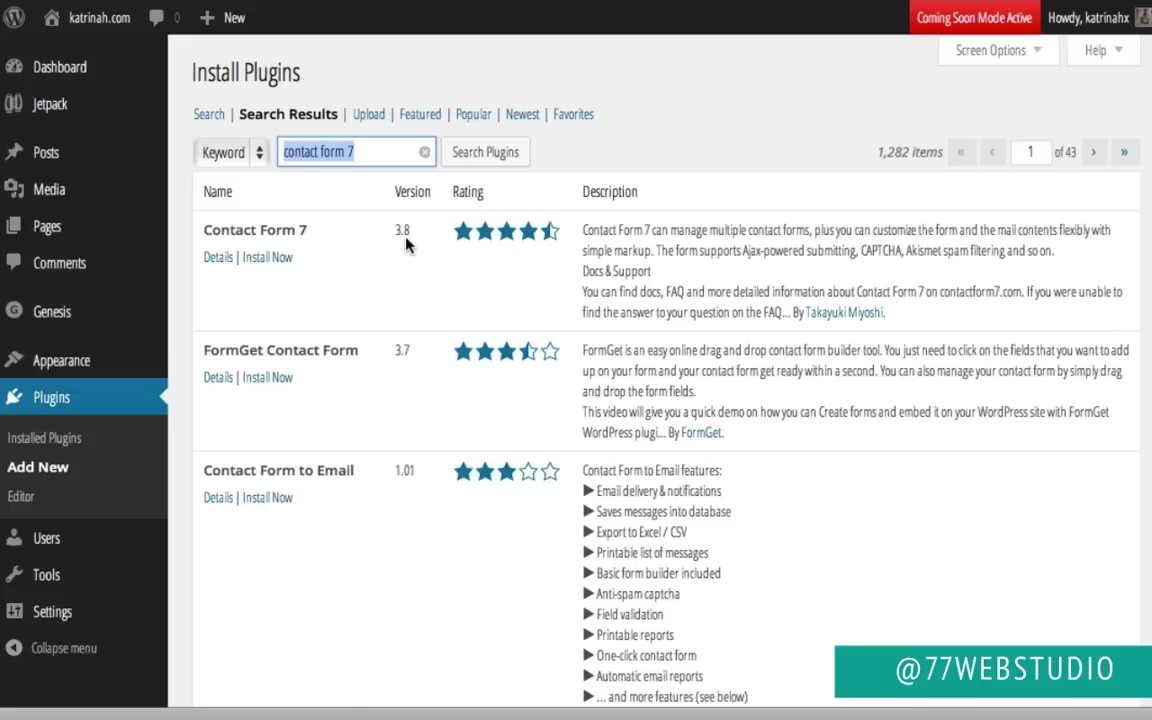 katrinah.com 0 New Coming Soon Mode Active Howdy, katrinahx
Screen Options Help
Dashboard
Jetpack
Posts
Media
Pages
Comments
Genesis
Appearance
Plugins
Installed Plugins
Add New
Editor
Users
Tools
Settings
Collapse menu
Install Plugins
Search | Search Results | Upload | Featured | Popular | Newest | Favorites
Keyword contact form 7 Search Plugins 1,282 items « ‹ 1 of 43 › »
Name Version Rating Description
Contact Form 7 3.8
Details | Install Now
Contact Form 7 can manage multiple contact forms, plus you can customize the form and the mail contents flexibly with
simple markup. The form supports Ajax-powered submitting, CAPTCHA, Akismet spam filtering and so on.
Docs & Support
You can find docs, FAQ and more detailed information about Contact Form 7 on contactform7.com. If you were unable to
find the answer to your question on the FAQ... By Takayuki Miyoshi.
FormGet Contact Form 3.7
Details | Install Now
FormGet is an easy online drag and drop contact form builder tool. You just need to click on the fields that you want to add
up on your form and your contact form get ready within a second. You can also manage your contact form by simply drag
and drop the form fields.
This video will give you a quick demo on how you can Create forms and embed it on your WordPress site with FormGet
WordPress plugi... By FormGet.
Contact Form to Email 1.01
Details | Install Now
Contact Form to Email features:
▶ Email delivery & notifications
▶ Saves messages into database
▶ Export to Excel / CSV
▶ Printable list of messages
▶ Basic form builder included
▶ Anti-spam captcha
▶ Field validation
▶ Printable reports
▶ One-click contact form
▶ Automatic email reports
▶ ... and more features (see below)
@77WEBSTUDIO